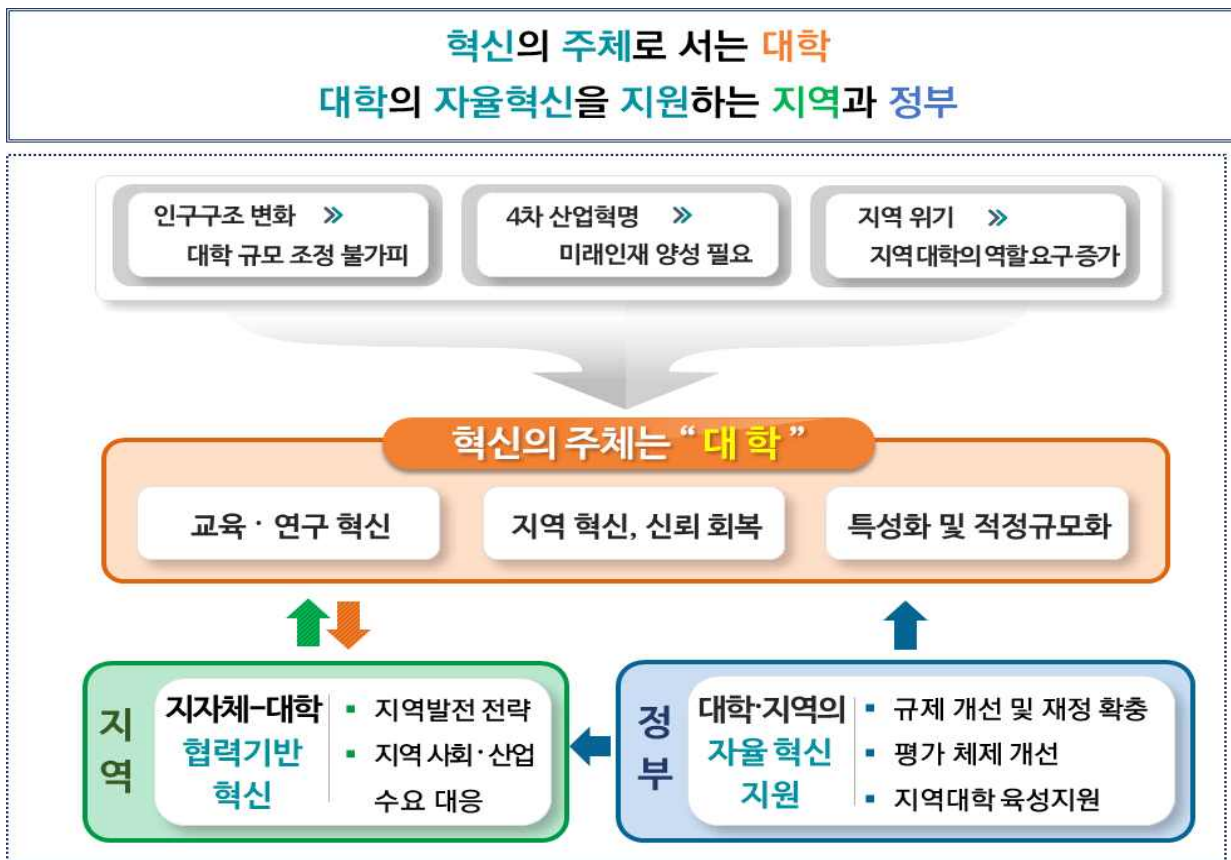 혁신의 주체로 서는 대학
대학의 자율혁신을 지원하는 지역과 정부
인구구조 변화 »
대학 규모 조정 불가피
4차 산업혁명 »
미래인재 양성 필요
지역 위기 »
지역 대학의 역할 요구 증가
혁신의 주체는 “ 대 학 ”
교육 · 연구 혁신
지역 혁신, 신뢰 회복
특성화 및 적정규모화
지
역
지자체-대학
협력기반
혁신
▪ 지역발전 전략
▪ 지역 사회 · 산업
수요 대응
정
부
대학·지역의
자율 혁신
지원
▪ 규제 개선 및 재정 확충
▪ 평가 체제 개선
▪ 지역대학 육성지원